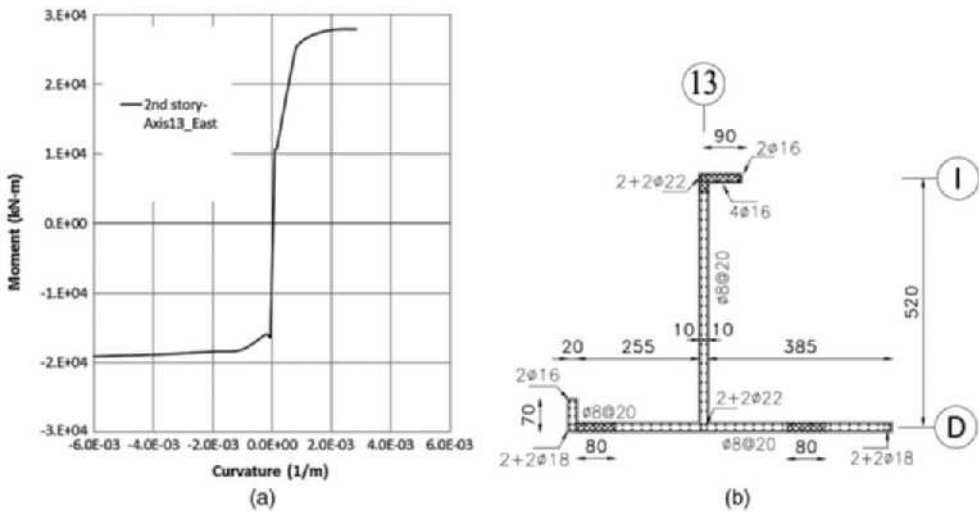 3.E+04
2.E+04
1.E+04
0.E+00
-1.E+04
-2.E+04
-3.E+04
Moment (kN-m)
2nd story-
Axis13_East
-6.0E-03 -4.0E-03 -2.0E-03 0.0E+00 2.0E-03 4.0E-03 6.0E-03
Curvature (1/m)
(a)
13
90
2ø16
2+2ø22
4ø16
I
ø8@20
520
10 10
20 255 385
2ø16
70
ø8@20
2+2ø22
ø8@20
D
2+2ø18
80
80
2+2ø18
(b)